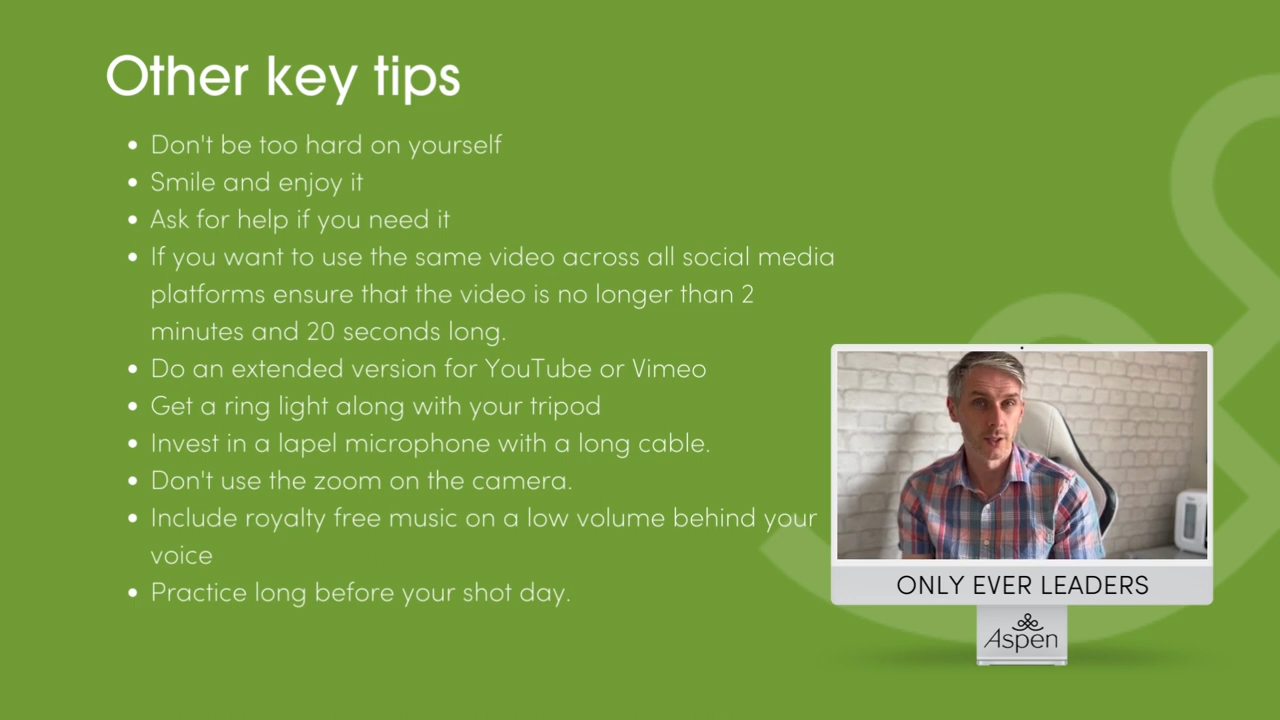 Other key tips
• Don't be too hard on yourself
• Smile and enjoy it
• Ask for help if you need it
• If you want to use the same video across all social media
platforms ensure that the video is no longer than 2
minutes and 20 seconds long.
• Do an extended version for YouTube or Vimeo
• Get a ring light along with your tripod
• Invest in a lapel microphone with a long cable.
• Don't use the zoom on the camera.
• Include royalty free music on a low volume behind your
voice
• Practice long before your shot day.
ONLY EVER LEADERS
Aspen